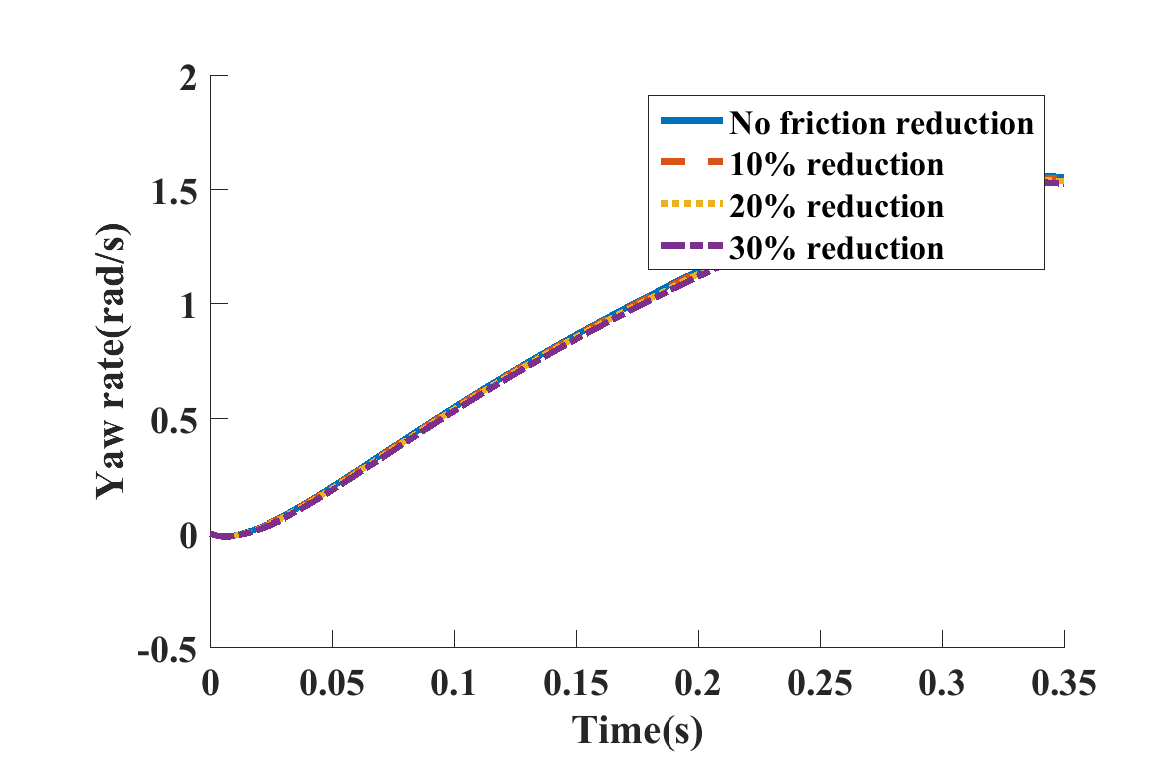 2
1.5
1
0.5
0
-0.5
Yaw rate(rad/s)
No friction reduction
10% reduction
20% reduction
30% reduction
0 0.05 0.1 0.15 0.2 0.25 0.3 0.35
Time(s)